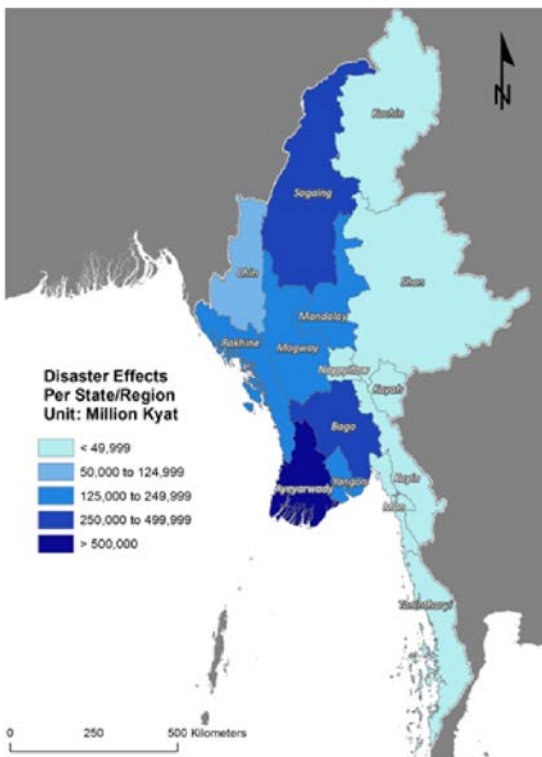 N
Kachin
Sagaing
Chin
Shan
Mandalay
Rakhine
Magway
Naypyitaw
Kayah
Disaster Effects
Per State/Region
Unit: Million Kyat
Bago
< 49,999
50,000 to 124,999
125,000 to 249,999
250,000 to 499,999
> 500,000
Ayeyarwady
Yangon
Kayin
Mon
Tanintharyi
0 250 500 Kilometers